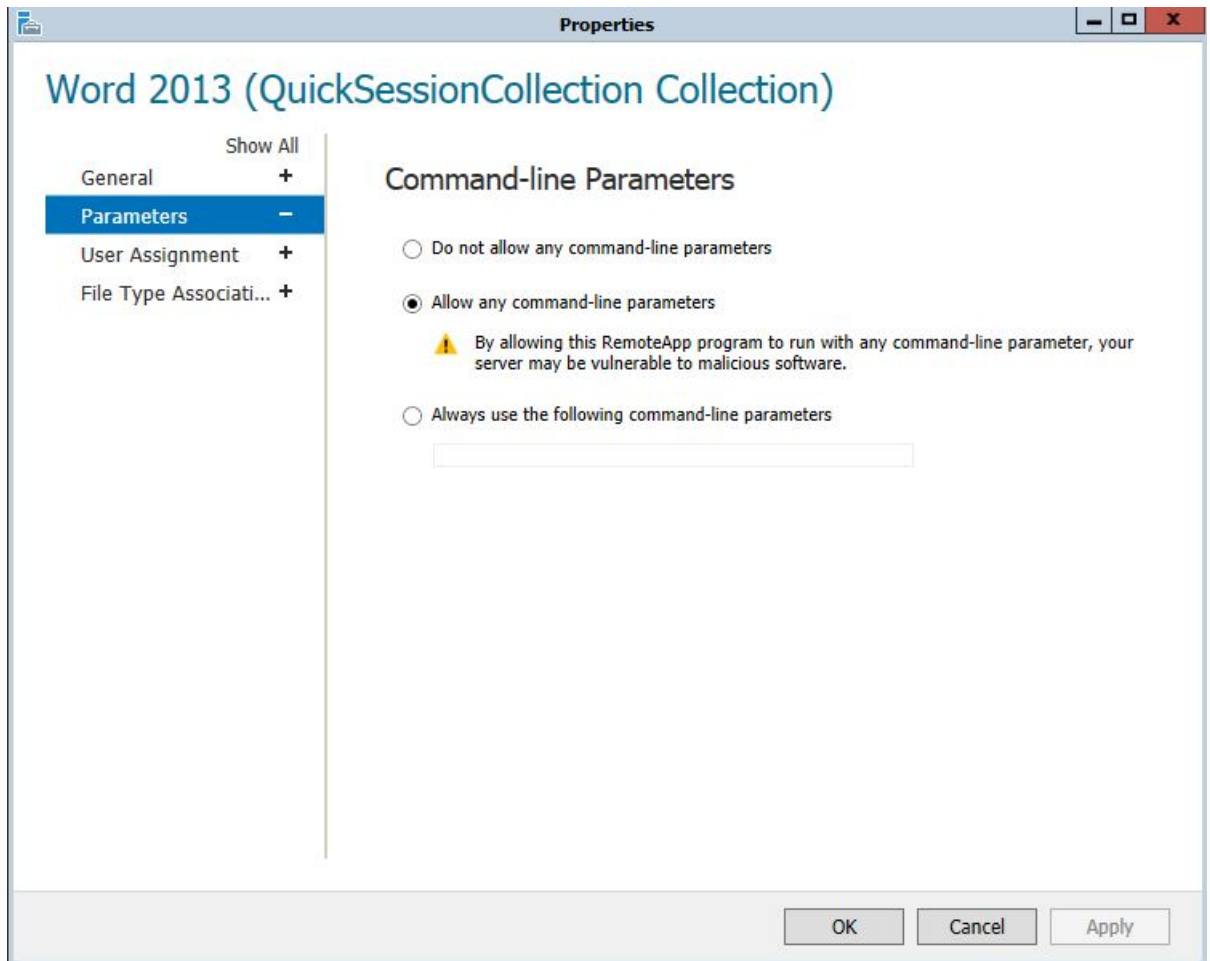 Properties
Word 2013 (QuickSessionCollection Collection)
Show All
General +
Parameters –
User Assignment +
File Type Associati... +
Command-line Parameters
Do not allow any command-line parameters
Allow any command-line parameters
By allowing this RemoteApp program to run with any command-line parameter, your
server may be vulnerable to malicious software.
Always use the following command-line parameters
OK Cancel Apply